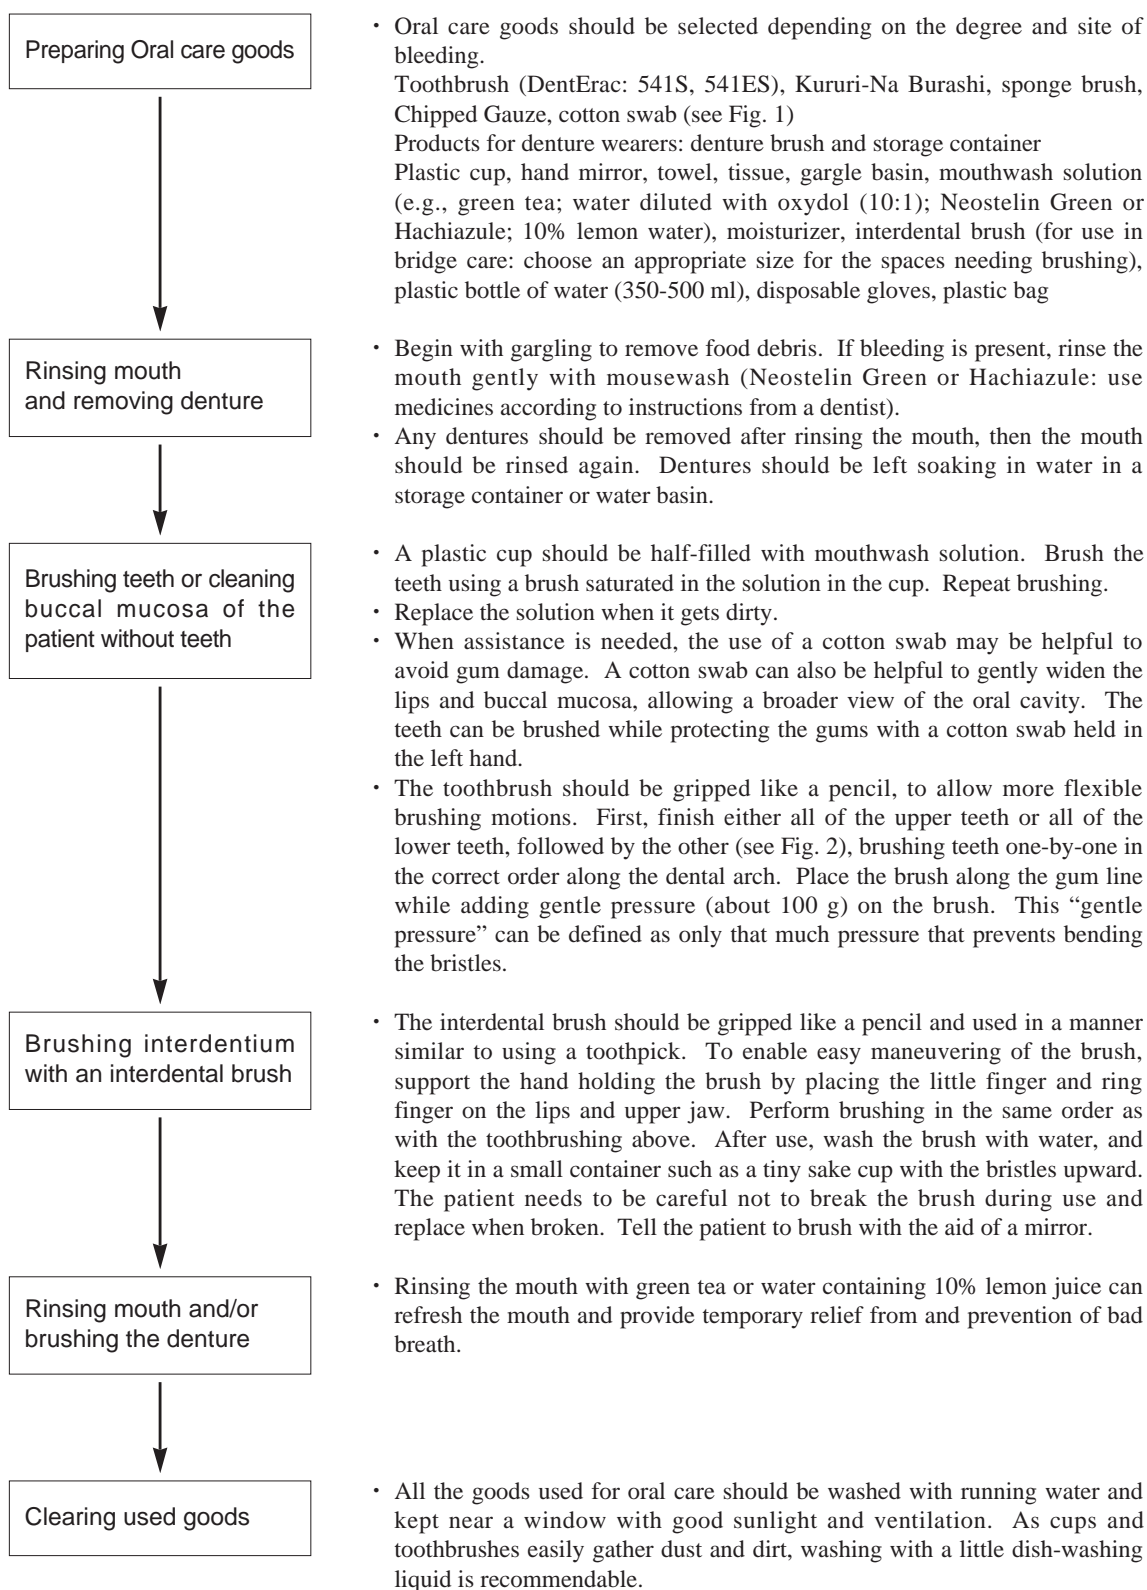 Preparing Oral care goods
・ Oral care goods should be selected depending on the degree and site of
bleeding.
Toothbrush (DentErac: 541S, 541ES), Kururi-Na Burashi, sponge brush,
Chipped Gauze, cotton swab (see Fig. 1)
Products for denture wearers: denture brush and storage container
Plastic cup, hand mirror, towel, tissue, gargle basin, mouthwash solution
(e.g., green tea; water diluted with oxydol (10:1); Neostelin Green or
Hachiazule; 10% lemon water), moisturizer, interdental brush (for use in
bridge care: choose an appropriate size for the spaces needing brushing),
plastic bottle of water (350-500 ml), disposable gloves, plastic bag
Rinsing mouth
and removing denture
・ Begin with gargling to remove food debris. If bleeding is present, rinse the
mouth gently with mousewash (Neostelin Green or Hachiazule: use
medicines according to instructions from a dentist).
・ Any dentures should be removed after rinsing the mouth, then the mouth
should be rinsed again. Dentures should be left soaking in water in a
storage container or water basin.
Brushing teeth or cleaning
buccal mucosa of the
patient without teeth
・ A plastic cup should be half-filled with mouthwash solution. Brush the
teeth using a brush saturated in the solution in the cup. Repeat brushing.
・ Replace the solution when it gets dirty.
・ When assistance is needed, the use of a cotton swab may be helpful to
avoid gum damage. A cotton swab can also be helpful to gently widen the
lips and buccal mucosa, allowing a broader view of the oral cavity. The
teeth can be brushed while protecting the gums with a cotton swab held in
the left hand.
・ The toothbrush should be gripped like a pencil, to allow more flexible
brushing motions. First, finish either all of the upper teeth or all of the
lower teeth, followed by the other (see Fig. 2), brushing teeth one-by-one in
the correct order along the dental arch. Place the brush along the gum line
while adding gentle pressure (about 100 g) on the brush. This “gentle
pressure” can be defined as only that much pressure that prevents bending
the bristles.
Brushing interdentium
with an interdental brush
・ The interdental brush should be gripped like a pencil and used in a manner
similar to using a toothpick. To enable easy maneuvering of the brush,
support the hand holding the brush by placing the little finger and ring
finger on the lips and upper jaw. Perform brushing in the same order as
with the toothbrushing above. After use, wash the brush with water, and
keep it in a small container such as a tiny sake cup with the bristles upward.
The patient needs to be careful not to break the brush during use and
replace when broken. Tell the patient to brush with the aid of a mirror.
Rinsing mouth and/or
brushing the denture
・ Rinsing the mouth with green tea or water containing 10% lemon juice can
refresh the mouth and provide temporary relief from and prevention of bad
breath.
Clearing used goods
・ All the goods used for oral care should be washed with running water and
kept near a window with good sunlight and ventilation. As cups and
toothbrushes easily gather dust and dirt, washing with a little dish-washing
liquid is recommendable.